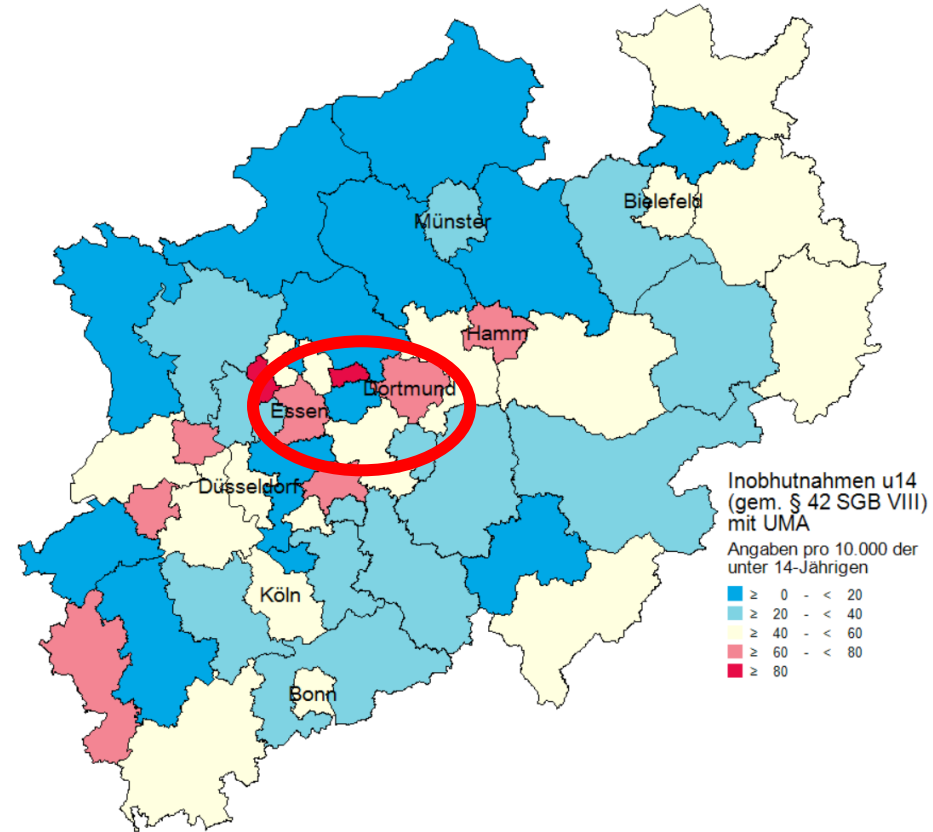 Bielefeld
Münster
Hamm
Dortmund
Essen
Düsseldorf
Köln
Bonn
Inobhutnahmen u14
(gem. § 42 SGB VIII)
mit UMA
Angaben pro 10.000 der
unter 14-Jährigen
≥ 0 - < 20
≥ 20 - < 40
≥ 40 - < 60
≥ 60 - < 80
≥ 80